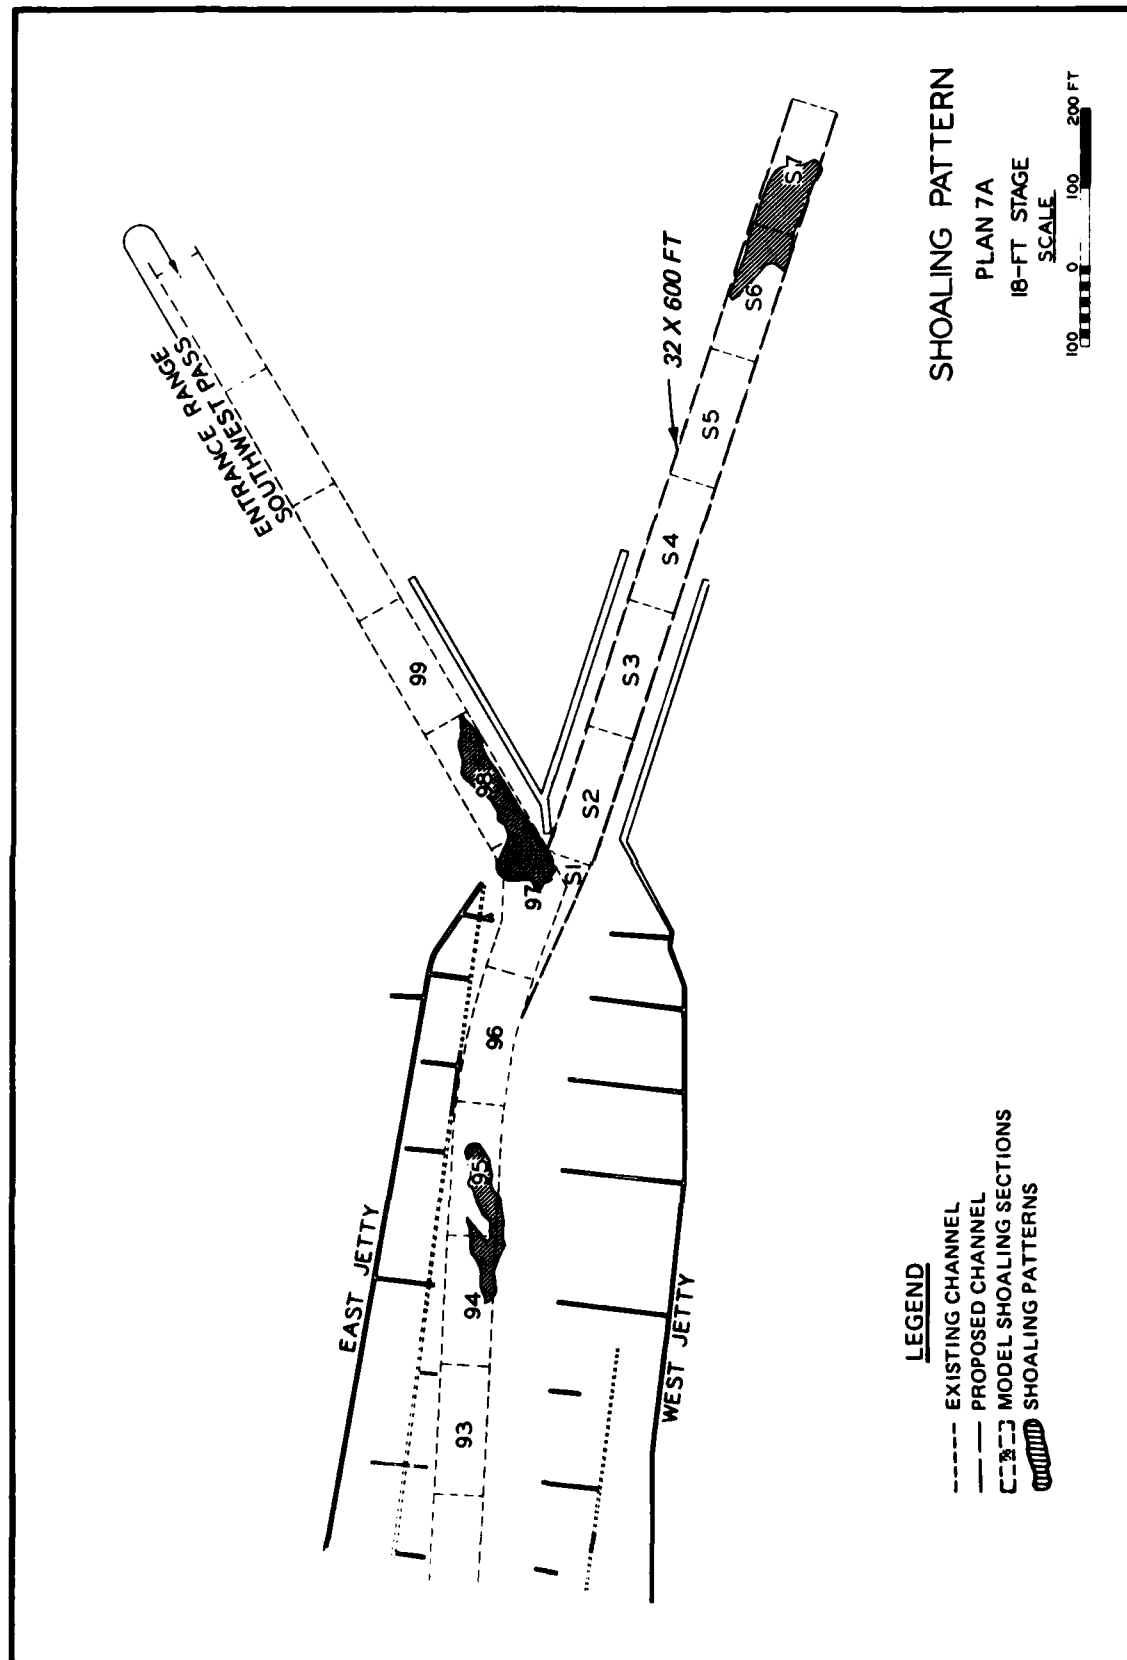 SHOALING PATTERN
PLAN 7A
18-FT STAGE
SCALE
100 0 100 200 FT
ENTRANCE RANGE
SOUTHWEST PASS
32 X 600 FT
EAST JETTY
WEST JETTY
93
94
95
96
97
98
99
S1
S2
S3
S4
S5
S6
S7
LEGEND
EXISTING CHANNEL
PROPOSED CHANNEL
MODEL SHOALING SECTIONS
SHOALING PATTERNS